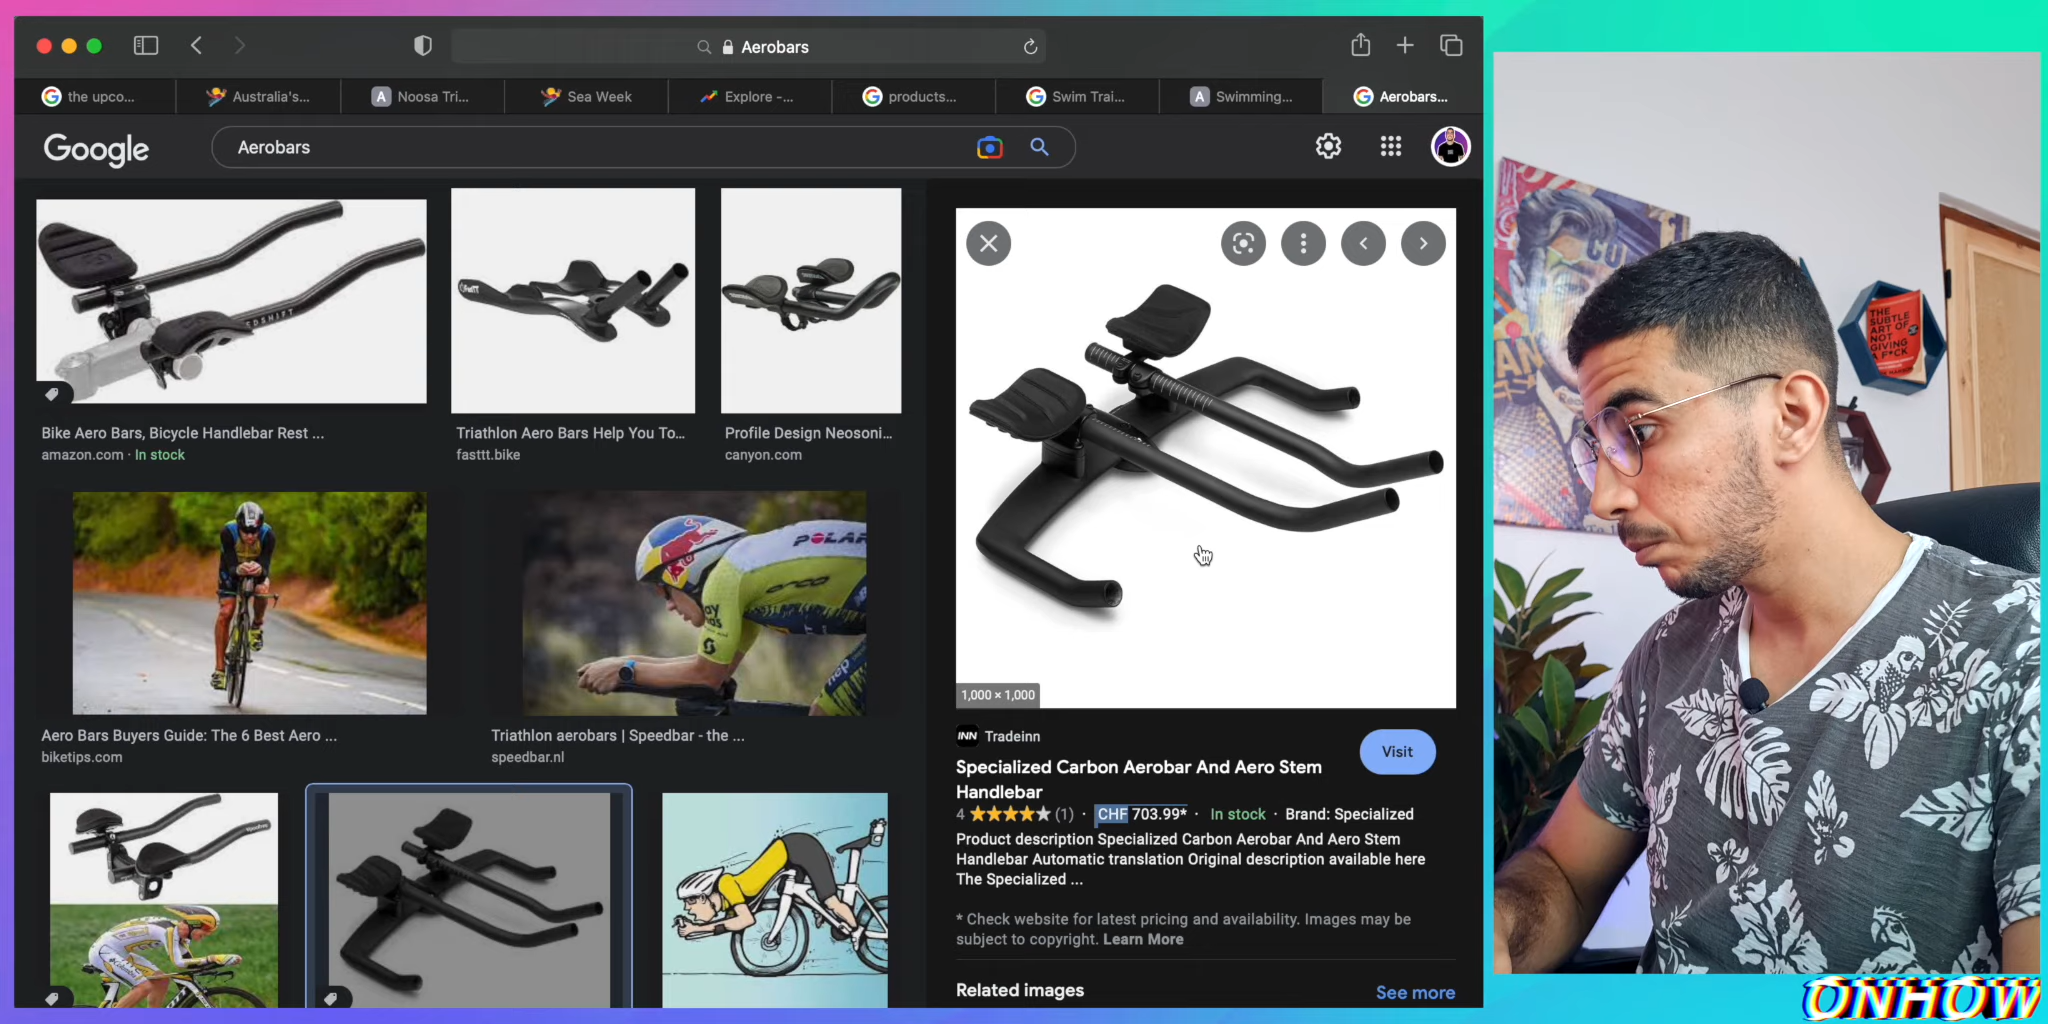 Aerobars
the upco...
Australia's...
Noosa Tri...
Sea Week
Explore -...
products...
Swim Trai...
Swimming...
Aerobars...
Google
Aerobars
Bike Aero Bars, Bicycle Handlebar Rest ...
amazon.com · In stock
Triathlon Aero Bars Help You To...
fasttt.bike
Profile Design Neosoni...
canyon.com
Aero Bars Buyers Guide: The 6 Best Aero ...
biketips.com
POLAR
Triathlon aerobars | Speedbar - the ...
speedbar.nl
1,000 × 1,000
INN Tradeinn
Visit
Specialized Carbon Aerobar And Aero Stem
Handlebar
4 (1) · CHF 703.99* · In stock · Brand: Specialized
Product description Specialized Carbon Aerobar And Aero Stem
Handlebar Automatic translation Original description available here
The Specialized ...
* Check website for latest pricing and availability. Images may be
subject to copyright. Learn More
Related images
See more
THE
SUBTLE
ART OF
NOT
GIVING
A F*CK
ONHOW